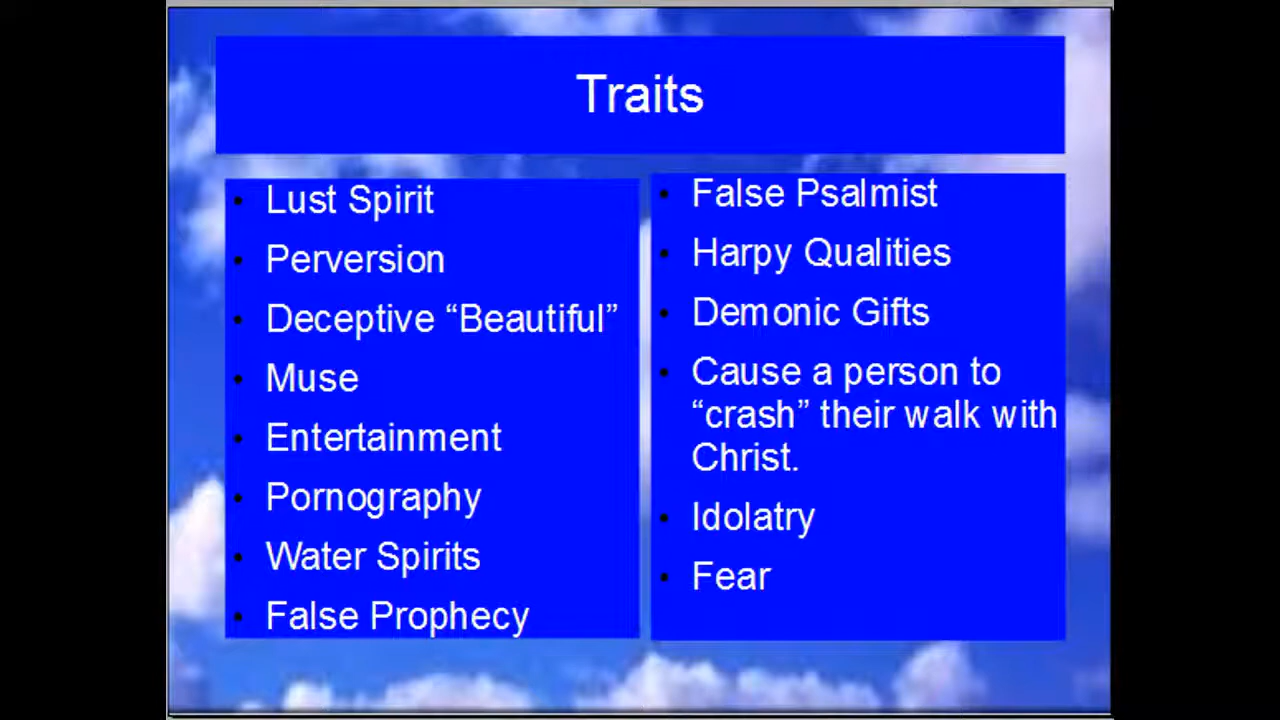 Traits
• Lust Spirit
• Perversion
• Deceptive “Beautiful”
• Muse
• Entertainment
• Pornography
• Water Spirits
• False Prophecy
• False Psalmist
• Harpy Qualities
• Demonic Gifts
• Cause a person to
“crash” their walk with
Christ.
• Idolatry
• Fear